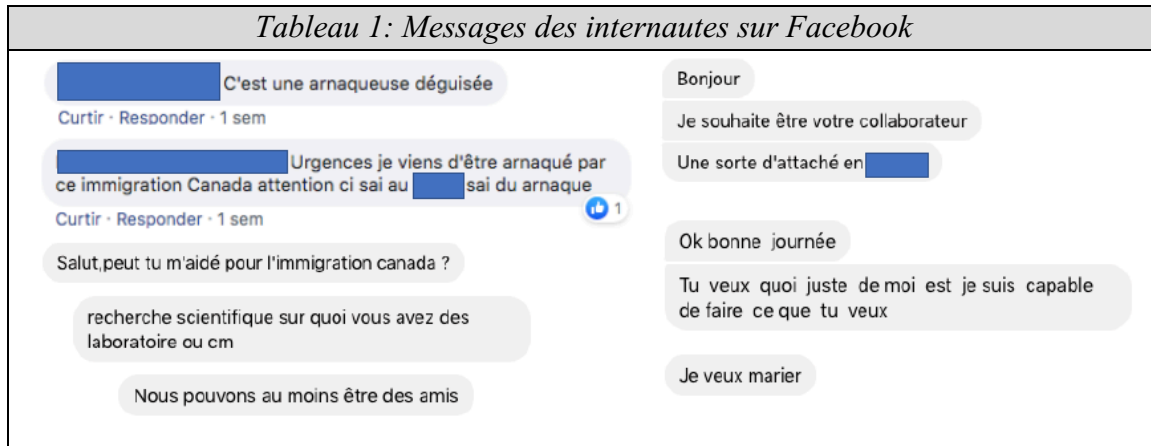 Tableau 1: Messages des internautes sur Facebook
C'est une arnaqueuse déguisée
Curtir · Responder · 1 sem
Urgences je viens d'être arnaqué par
ce immigration Canada attention ci sai au sai du arnaque
1
Curtir · Responder · 1 sem
Salut,peut tu m'aidé pour l'immigration canada ?
recherche scientifique sur quoi vous avez des
laboratoire ou cm
Nous pouvons au moins être des amis
Bonjour
Je souhaite être votre collaborateur
Une sorte d'attaché en
Ok bonne journée
Tu veux quoi juste de moi est je suis capable
de faire ce que tu veux
Je veux marier